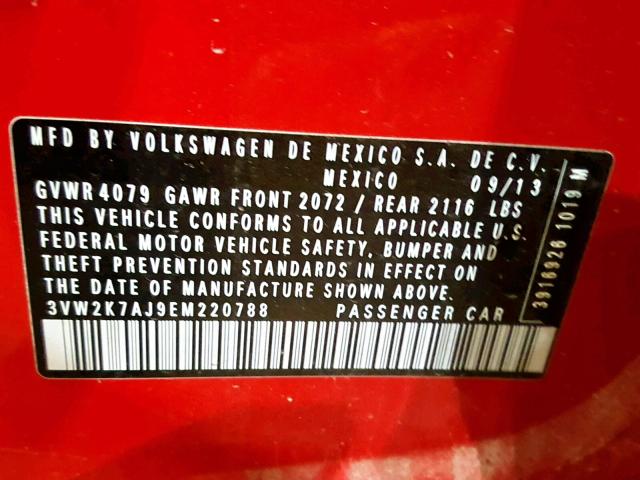 MFD BY VOLKSWAGEN DE MEXICO S.A. DE C.V.
MEXICO 09/13
GVWR 4079 GAWR FRONT 2072 / REAR 2116 LBS
THIS VEHICLE CONFORMS TO ALL APPLICABLE U.S.
FEDERAL MOTOR VEHICLE SAFETY, BUMPER AND
THEFT PREVENTION STANDARDS IN EFFECT ON
THE DATE OF MANUFACTURE SHOWN ABOVE.
3VW2K7AJ9EM220788 PASSENGER CAR
3916926 1019 M